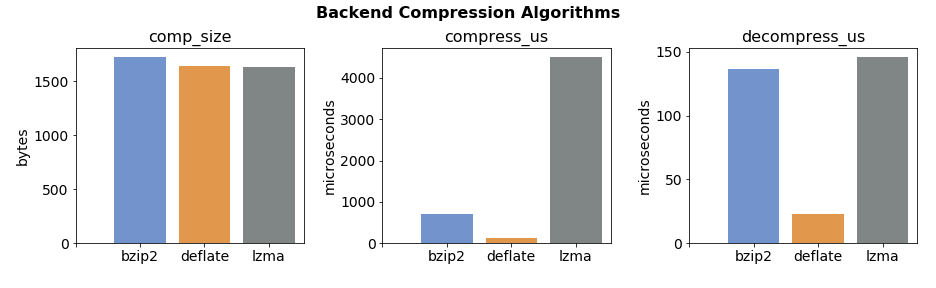 Backend Compression Algorithms
comp_size
bytes
1500
1000
500
0
bzip2 deflate lzma
compress_us
microseconds
4000
3000
2000
1000
0
bzip2 deflate lzma
decompress_us
microseconds
150
100
50
0
bzip2 deflate lzma